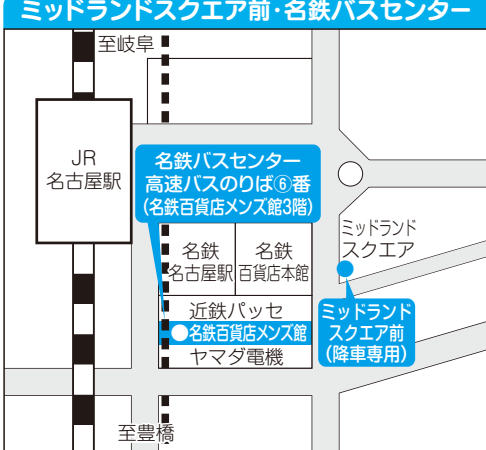 ミッドランドスクエア前・名鉄バスセンター
至岐阜
JR
名古屋駅
名鉄バスセンター
高速バスのりば⑥番
(名鉄百貨店メンズ館3階)
ミッドランド
スクエア
名鉄
名古屋駅
名鉄
百貨店本館
近鉄パッセ
名鉄百貨店メンズ館
ヤマダ電機
ミッドランド
スクエア前
(降車専用)
至豊橋